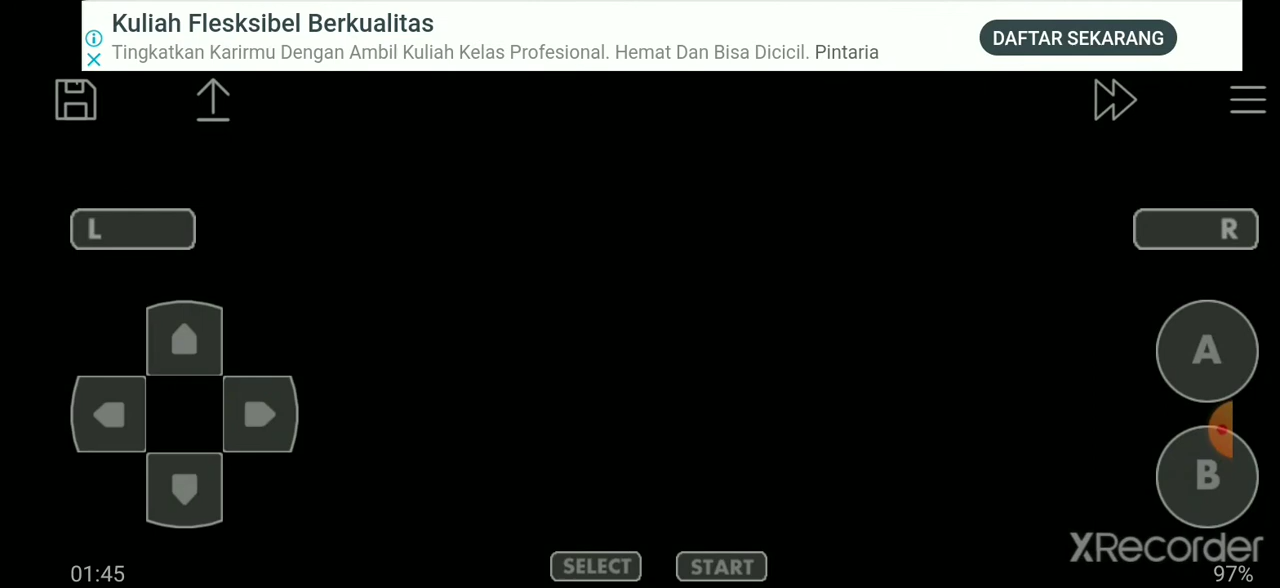 Kuliah Flesksibel Berkualitas
Tingkatkan Karirmu Dengan Ambil Kuliah Kelas Profesional. Hemat Dan Bisa Dicicil. Pintaria
DAFTAR SEKARANG
L
R
A
B
SELECT
START
XRecorder
01:45
97%